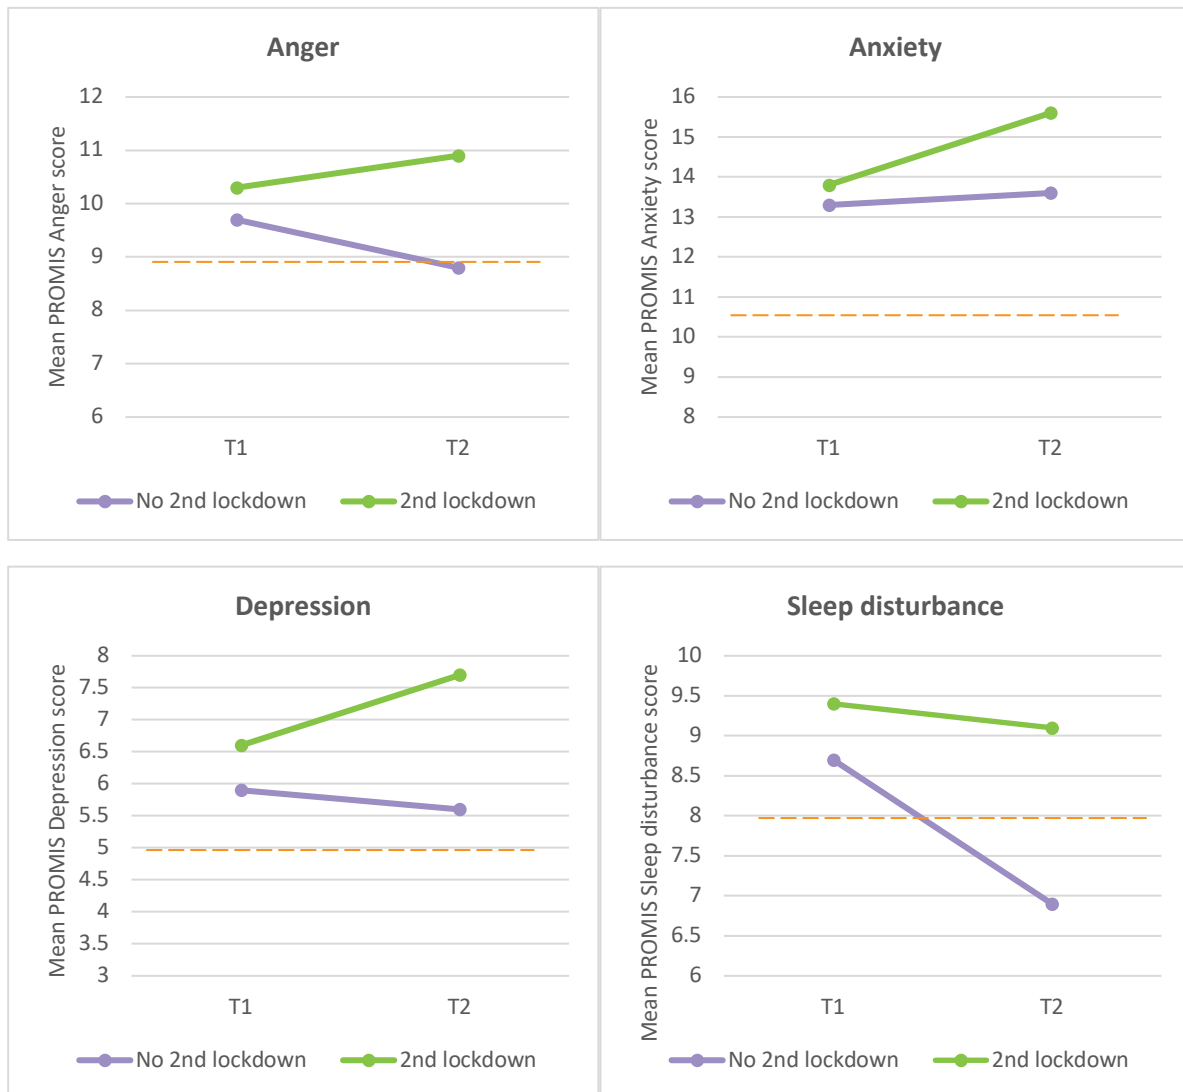 Anger
Mean PROMIS Anger score
12
11
10
9
8
7
6
T1 T2
No 2nd lockdown 2nd lockdown
Anxiety
Mean PROMIS Anxiety score
16
15
14
13
12
11
10
9
8
T1 T2
No 2nd lockdown 2nd lockdown
Depression
Mean PROMIS Depression score
8
7.5
7
6.5
6
5.5
5
4.5
4
3.5
3
T1 T2
No 2nd lockdown 2nd lockdown
Sleep disturbance
Mean PROMIS Sleep disturbance score
10
9.5
9
8.5
8
7.5
7
6.5
6
T1 T2
No 2nd lockdown 2nd lockdown